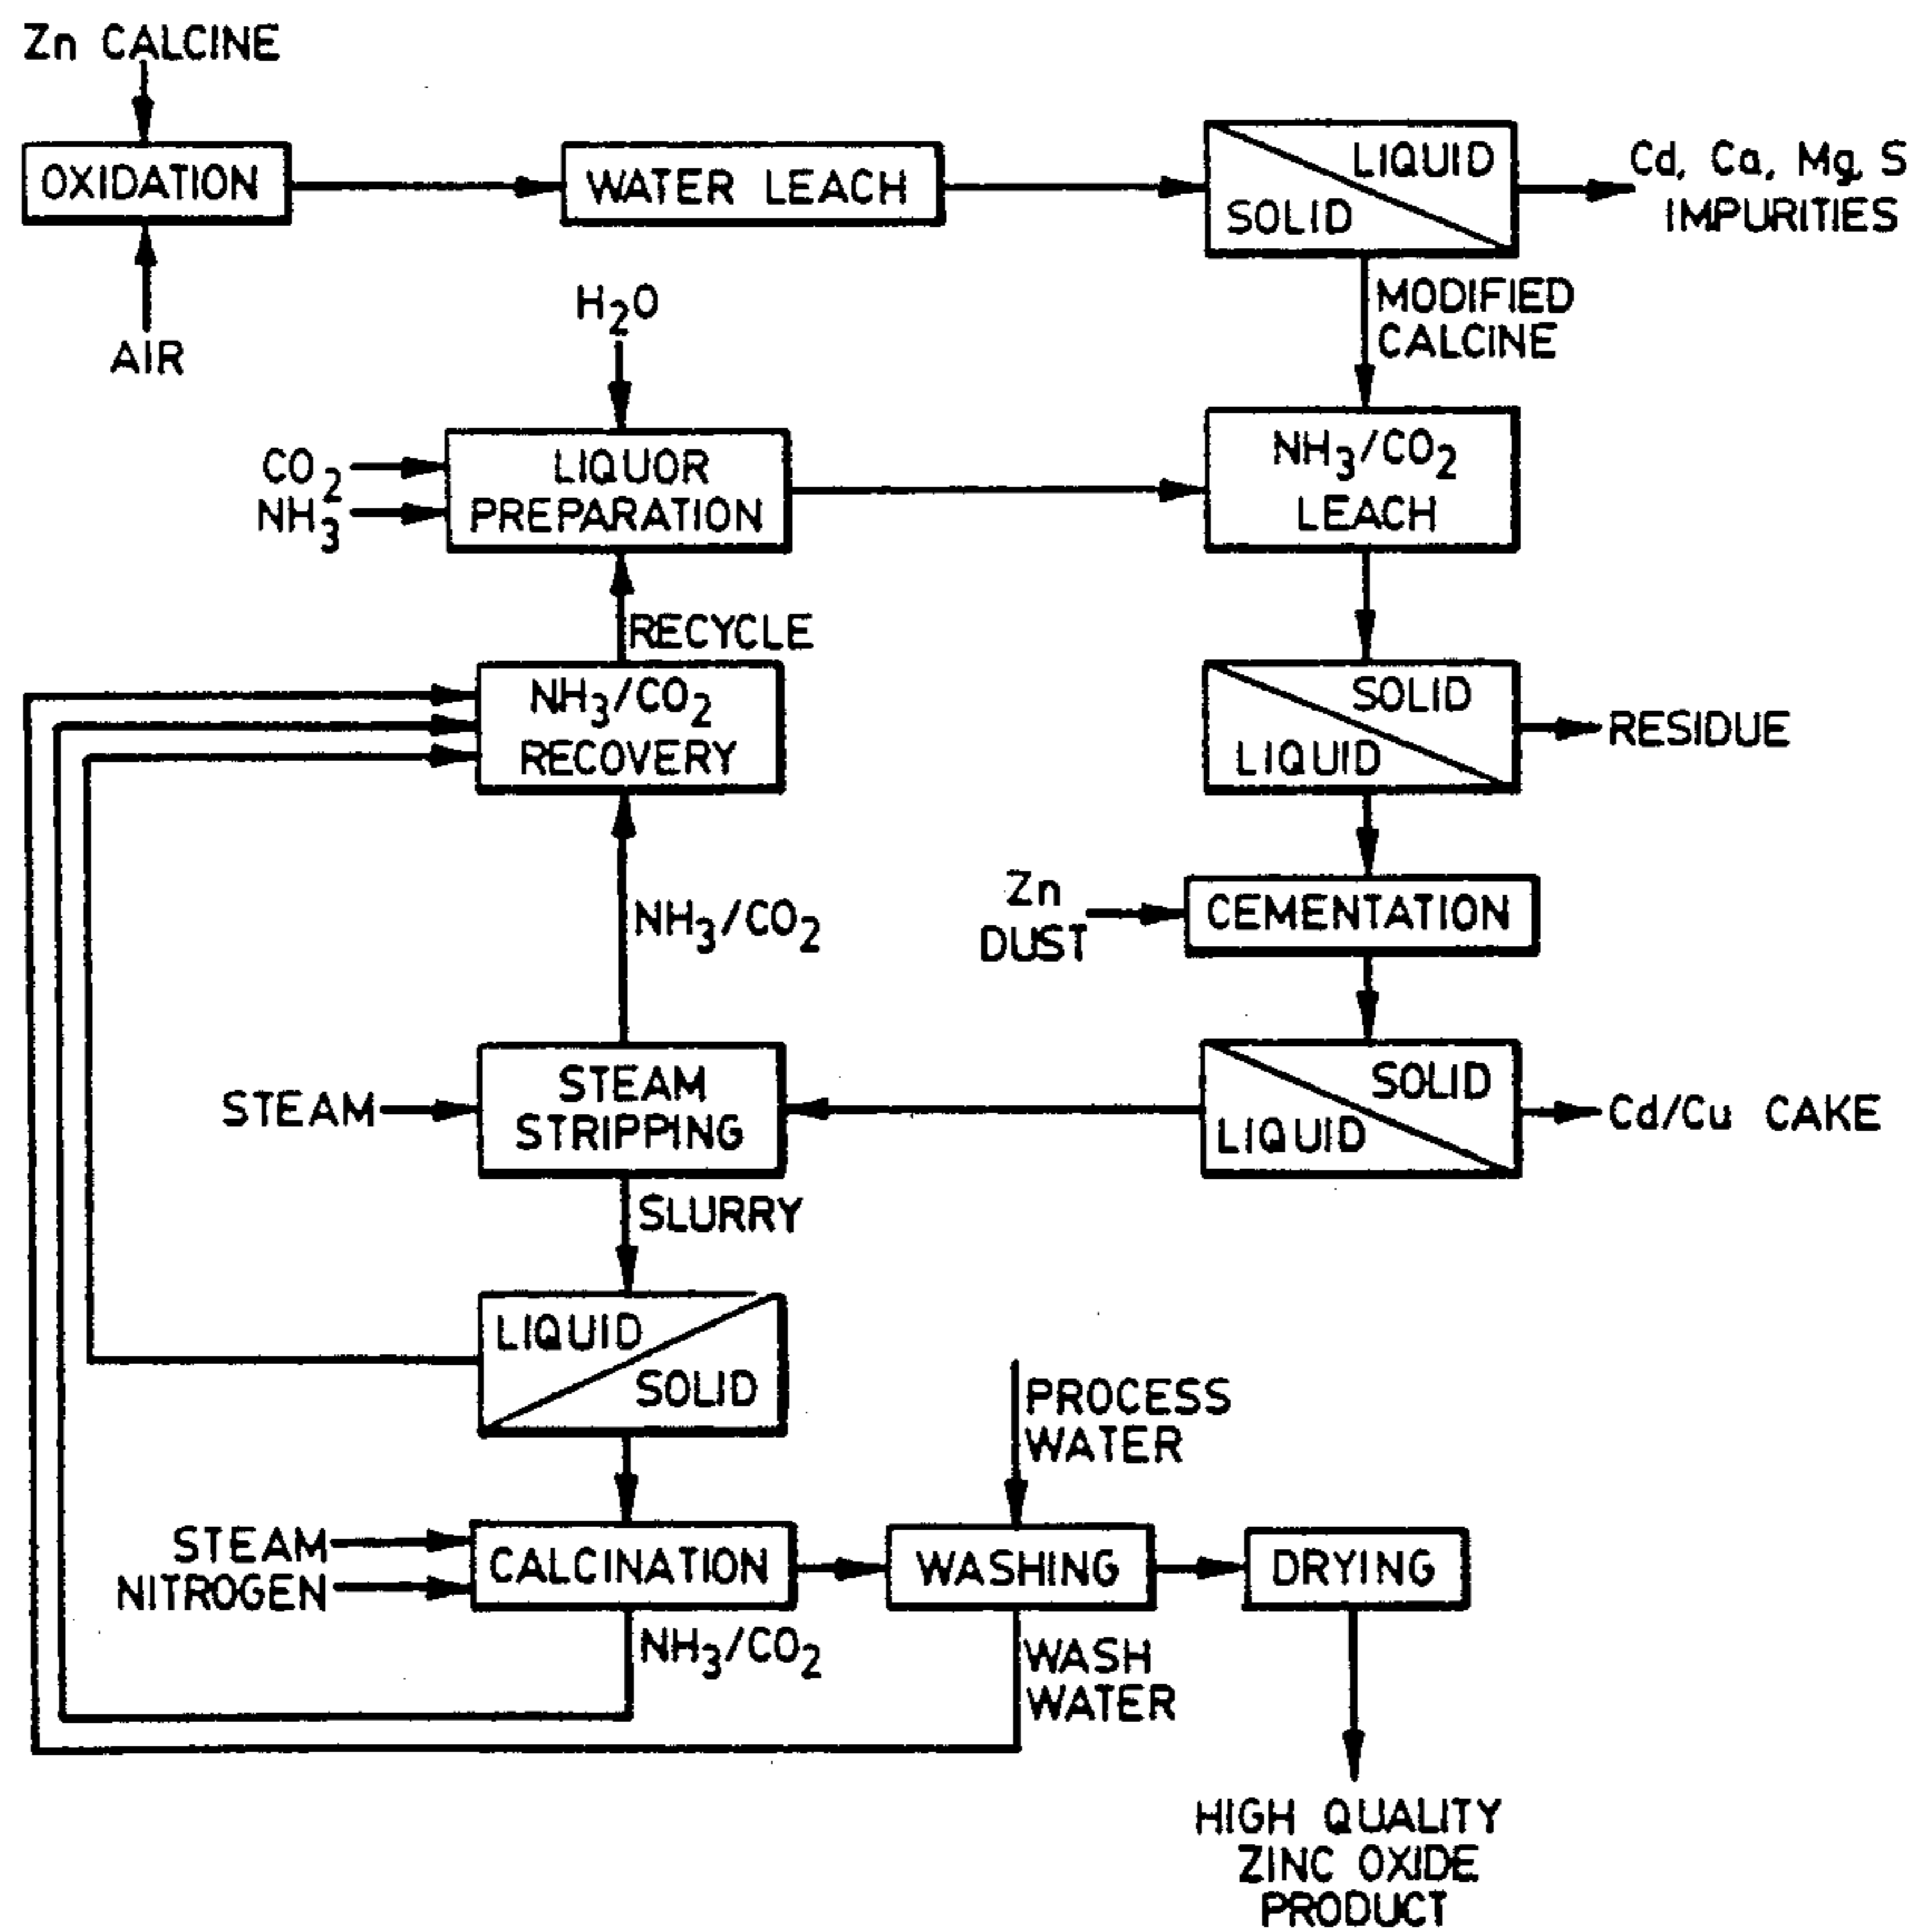 Zn CALCINE
OXIDATION
AIR
WATER LEACH
LIQUID
SOLID
Cd, Ca, Mg, S
IMPURITIES
MODIFIED
CALCINE
H2O
CO2
NH3
LIQUOR
PREPARATION
NH3/CO2
LEACH
RECYCLE
NH3/CO2
RECOVERY
SOLID
LIQUID
RESIDUE
Zn
DUST
CEMENTATION
NH3/CO2
STEAM
STEAM
STRIPPING
SOLID
LIQUID
Cd/Cu CAKE
SLURRY
LIQUID
SOLID
PROCESS
WATER
STEAM
NITROGEN
CALCINATION
WASHING
DRYING
NH3/CO2
WASH
WATER
HIGH QUALITY
ZINC OXIDE
PRODUCT